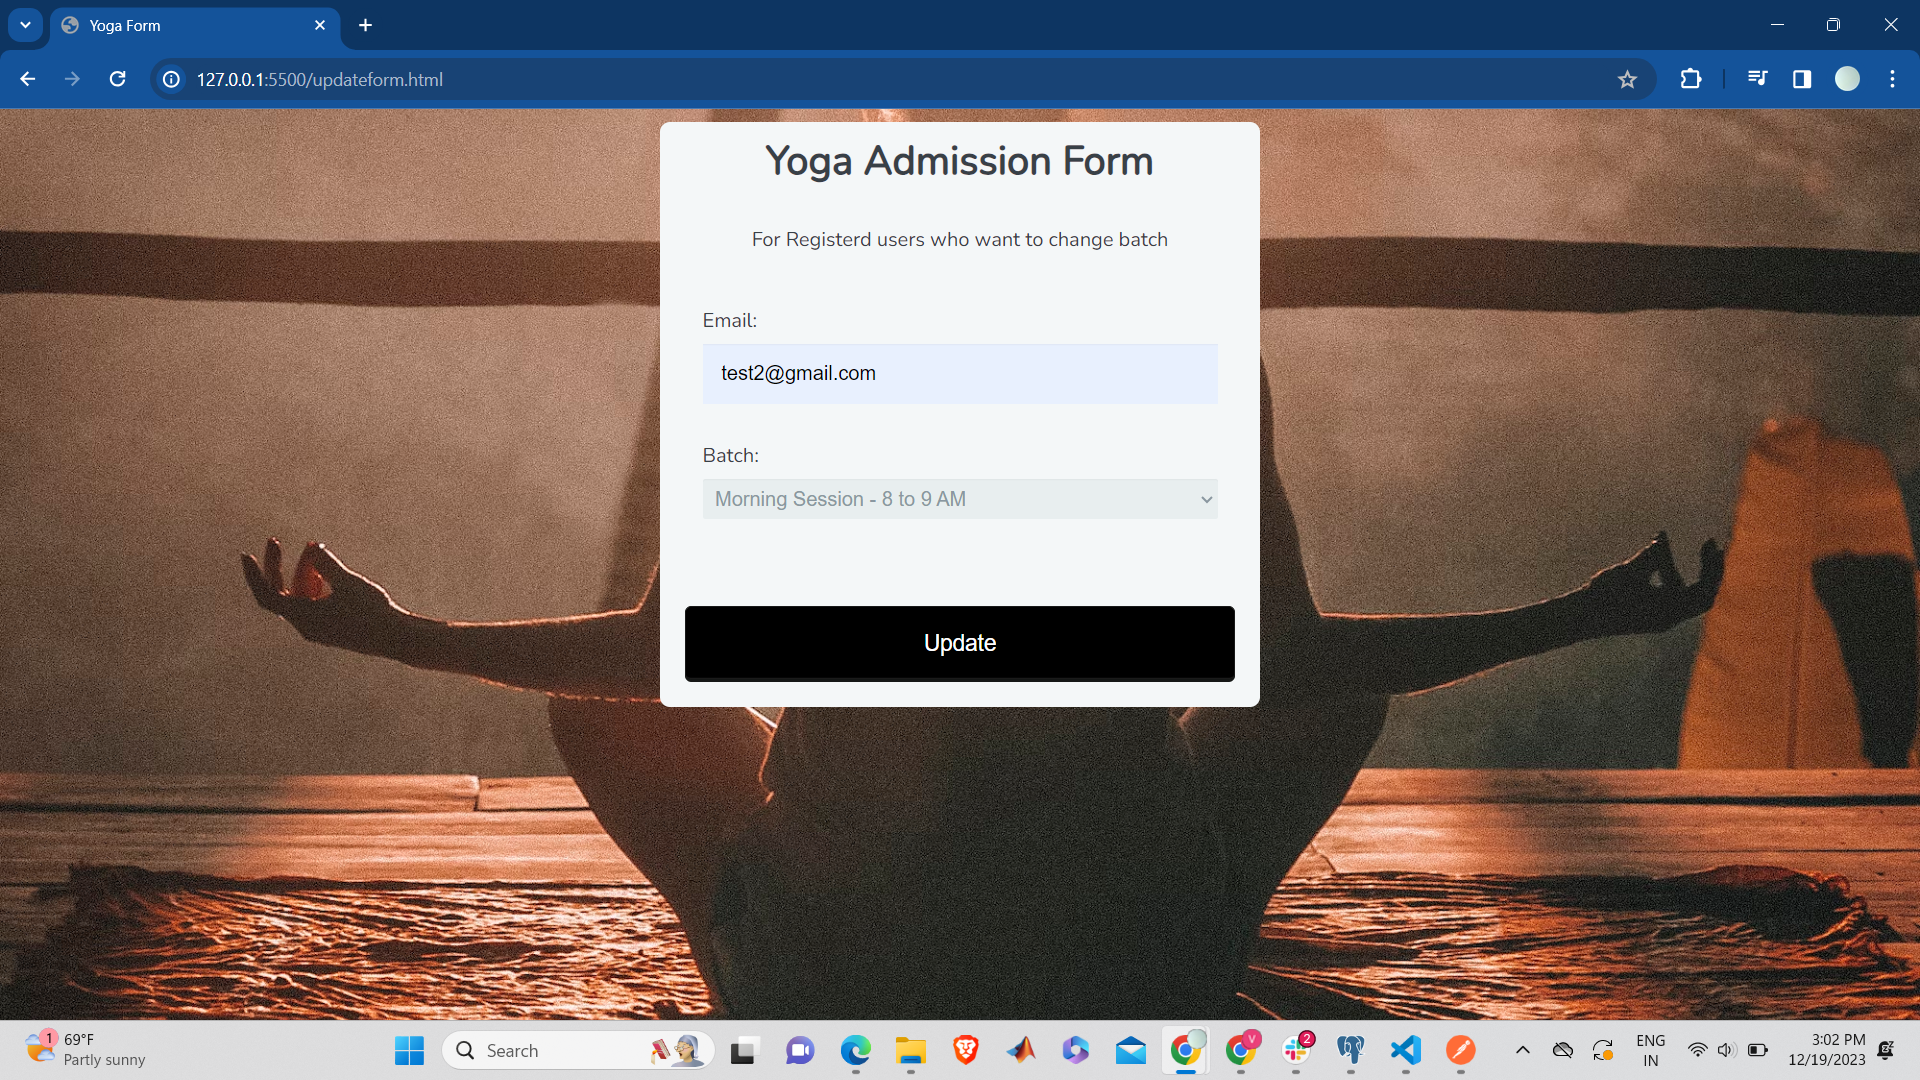 Yoga Form
127.0.0.1:5500/updateform.html
Yoga Admission Form
For Registerd users who want to change batch
Email:
test2@gmail.com
Batch:
Morning Session - 8 to 9 AM
Update
1
69°F
Partly sunny
Search
V
2
ENG
IN
3:02 PM
12/19/2023